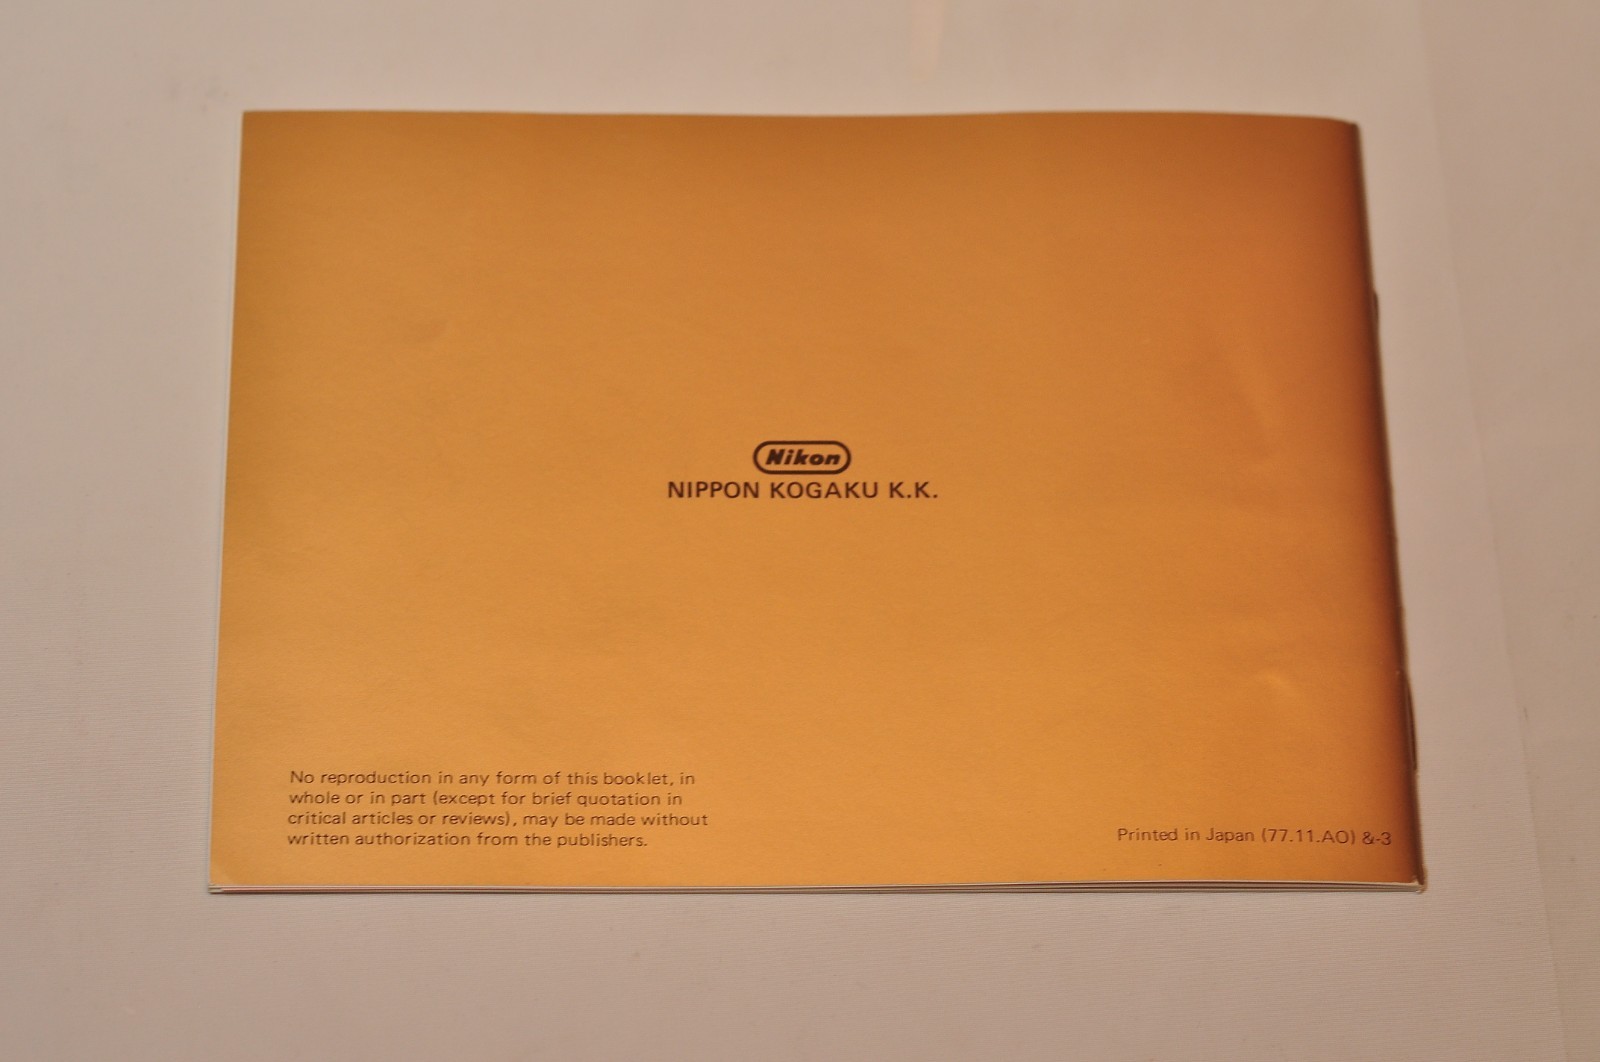 Nikon
NIPPON KOGAKU K.K.
No reproduction in any form of this booklet, in
whole or in part (except for brief quotation in
critical articles or reviews), may be made without
written authorization from the publishers.
Printed in Japan (77.11.AO) &-3